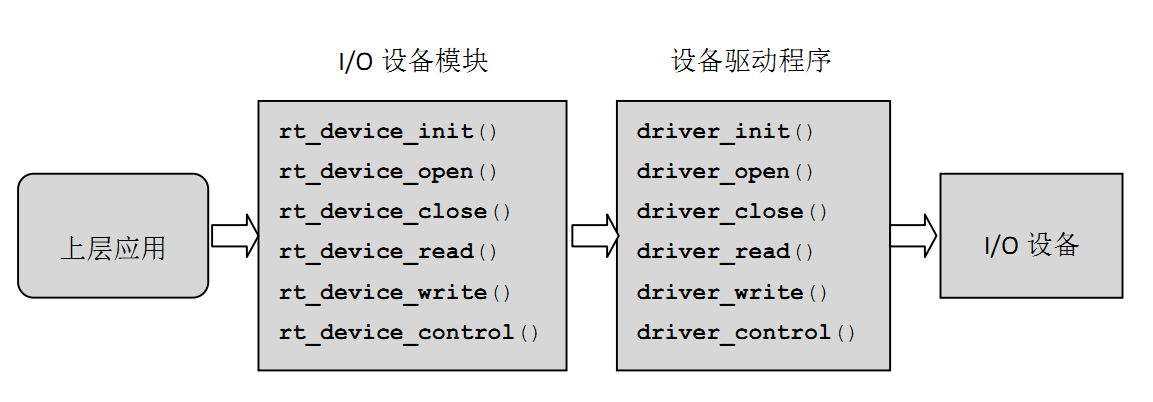 I/O 设备模块
设备驱动程序
上层应用
rt_device_init()
rt_device_open()
rt_device_close()
rt_device_read()
rt_device_write()
rt_device_control()
driver_init()
driver_open()
driver_close()
driver_read()
driver_write()
driver_control()
I/O 设备